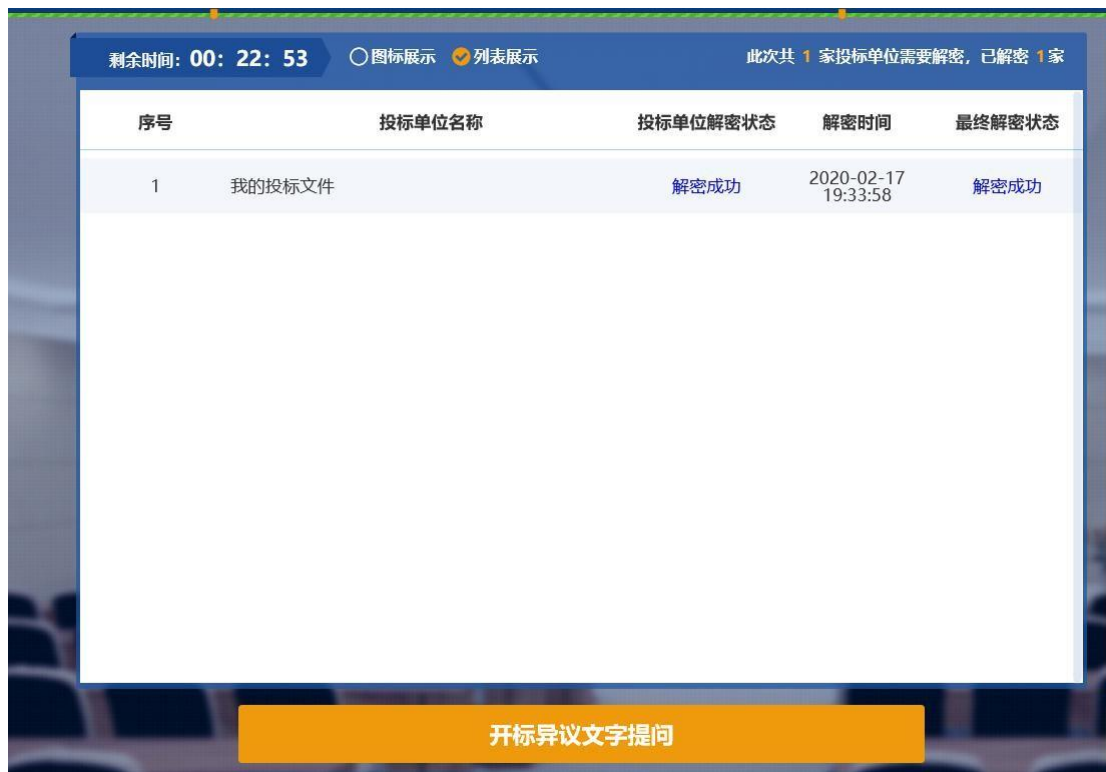 剩余时间: 00: 22: 53 图标展示 列表展示 此次共 1 家投标单位需要解密, 已解密 1 家
序号 投标单位名称 投标单位解密状态 解密时间 最终解密状态
1 我的投标文件 解密成功 2020-02-17 解密成功
19:33:58
开标异议文字提问